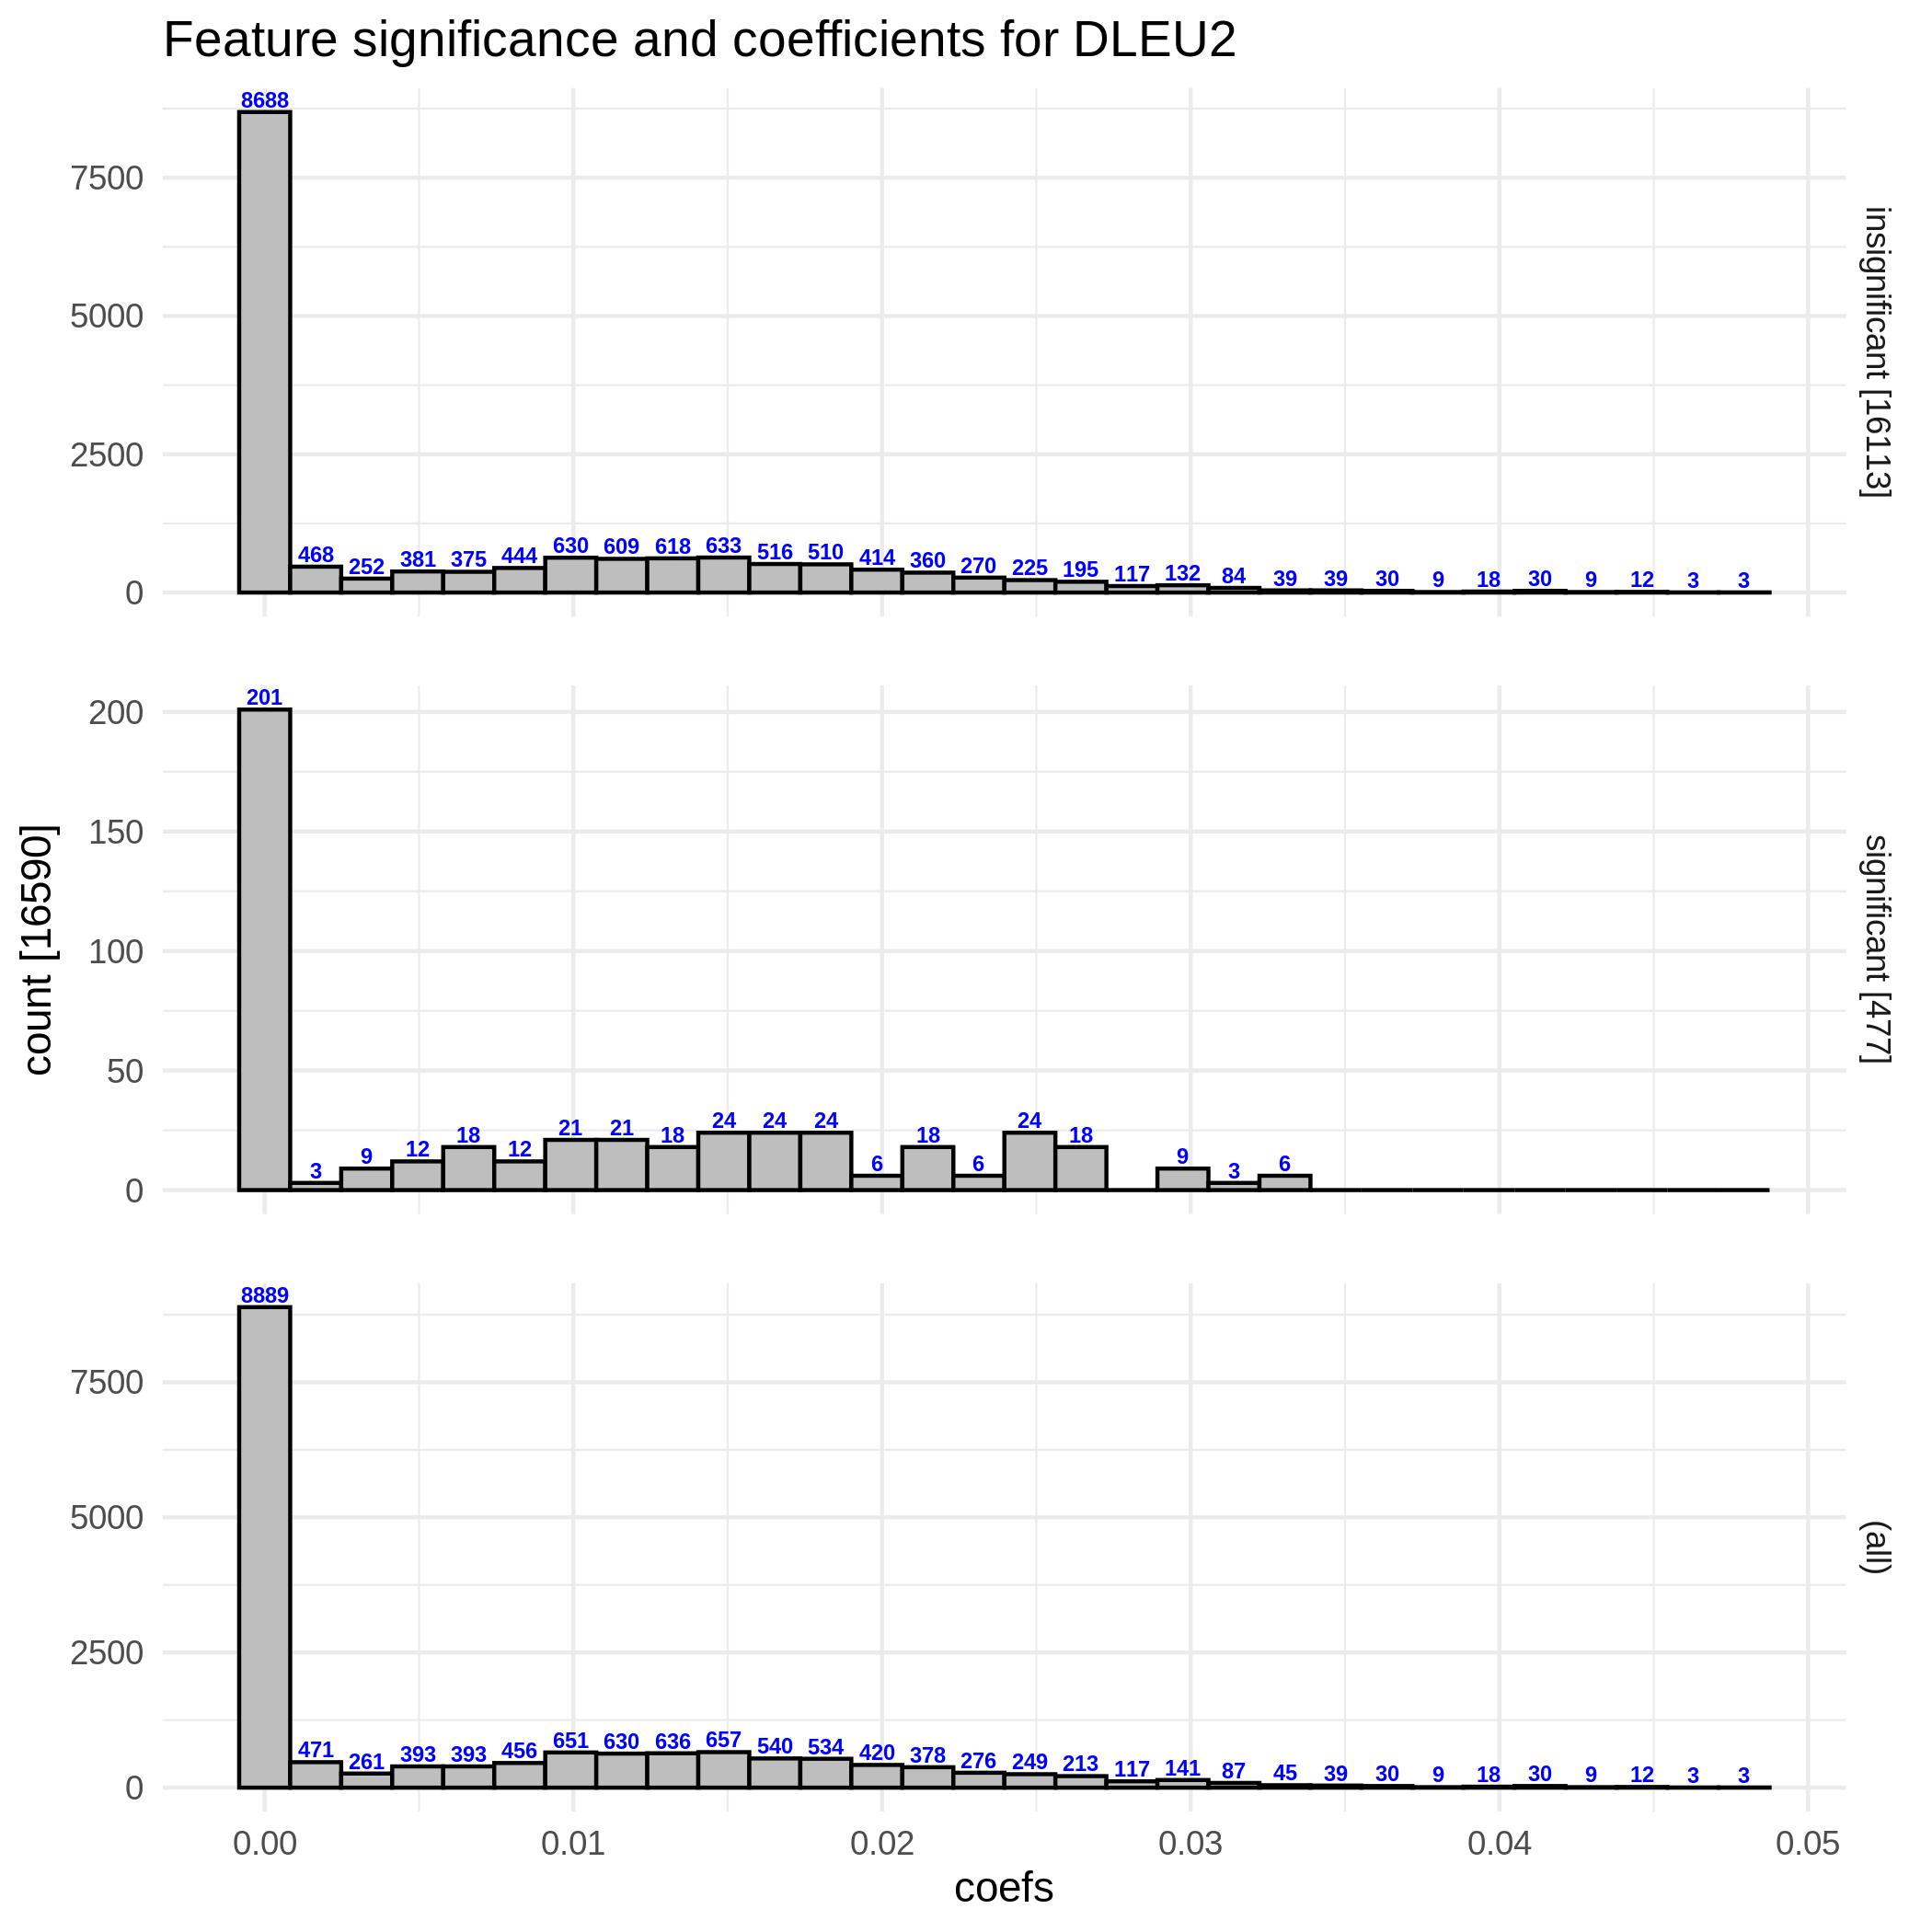 Feature significance and coefficients for DLEU2
8688
7500
5000
2500
0
468 252 381 375 444 630 609 618 633 516 510 414 360 270 225 195 117 132 84 39 39 30 9 18 30 9 12 3 3
insignificant [16113]
count [16590]
201
200
150
100
50
0
3 9 12 18 12 21 21 18 24 24 24 6 18 6 24 18 9 3 6
significant [477]
8889
7500
5000
2500
0
471 261 393 393 456 651 630 636 657 540 534 420 378 276 249 213 117 141 87 45 39 30 9 18 30 9 12 3 3
(all)
0.00 0.01 0.02 0.03 0.04 0.05
coefs